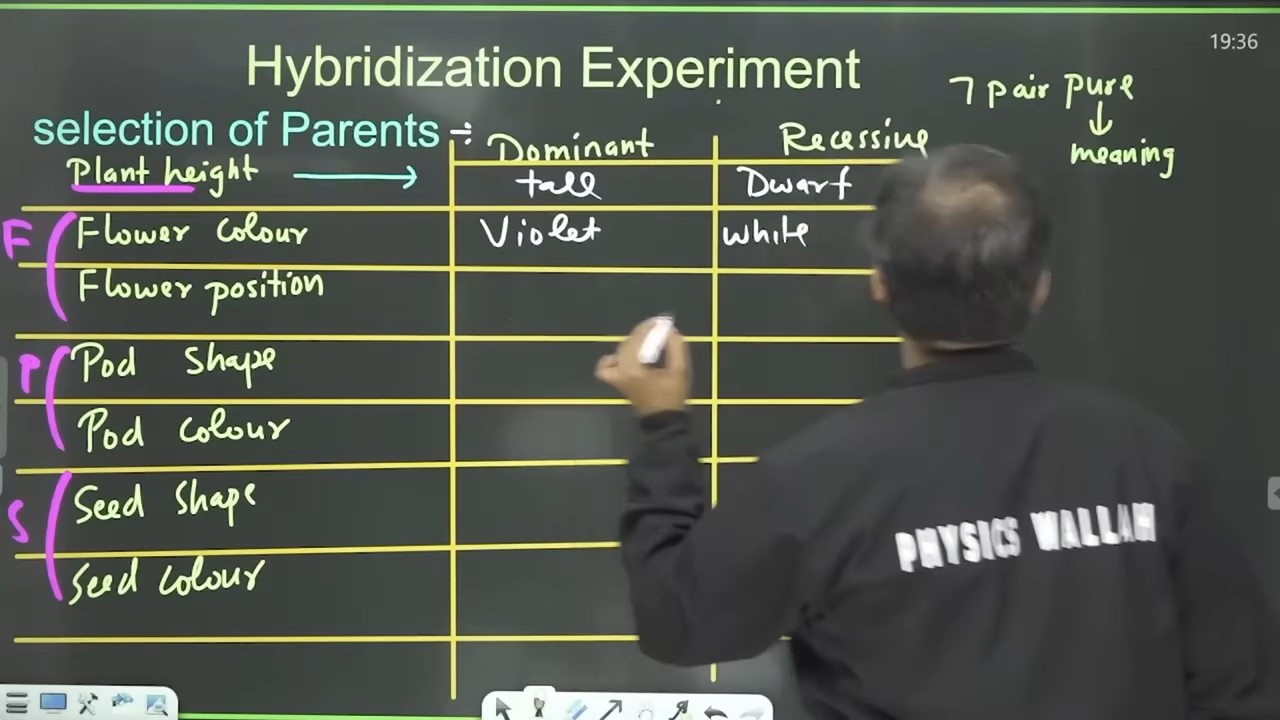 19:36
Hybridization Experiment
7 pair pure
↓
meaning
selection of Parents ÷
Dominant Recessive
Plant height → tall Dwarf
F
Flower colour Violet white
Flower position
P
Pod Shape
Pod colour
S
Seed Shape
Seed colour
PHYSICS WALLAH